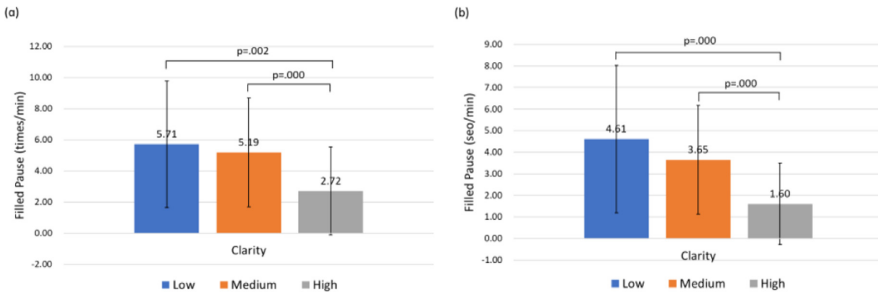 (a)
12.00
10.00
8.00
6.00
4.00
2.00
0.00
-2.00
Filled Pause (times/min)
p=.002
p=.000
5.71
5.19
2.72
Clarity
Low Medium High
(b)
9.00
8.00
7.00
6.00
5.00
4.00
3.00
2.00
1.00
0.00
-1.00
Filled Pause (seo/min)
p=.000
p=.000
4.61
3.65
1.60
Clarity
Low Medium High